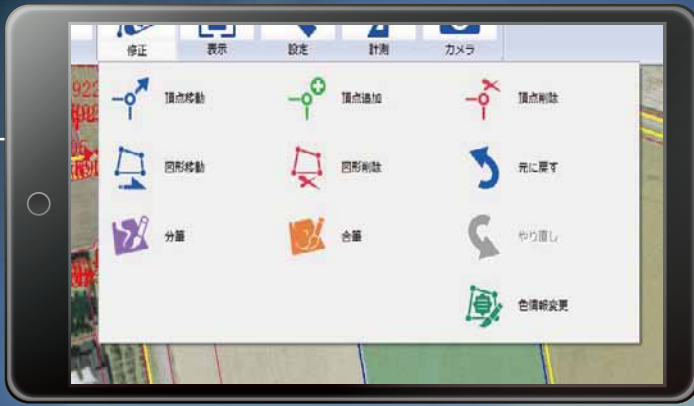 修正 表示 設定 計測 カメラ
頂点移動 頂点追加 頂点削除
図形移動 図形削除 元に戻す
分筆 合筆 やり直し
色情報変更
922